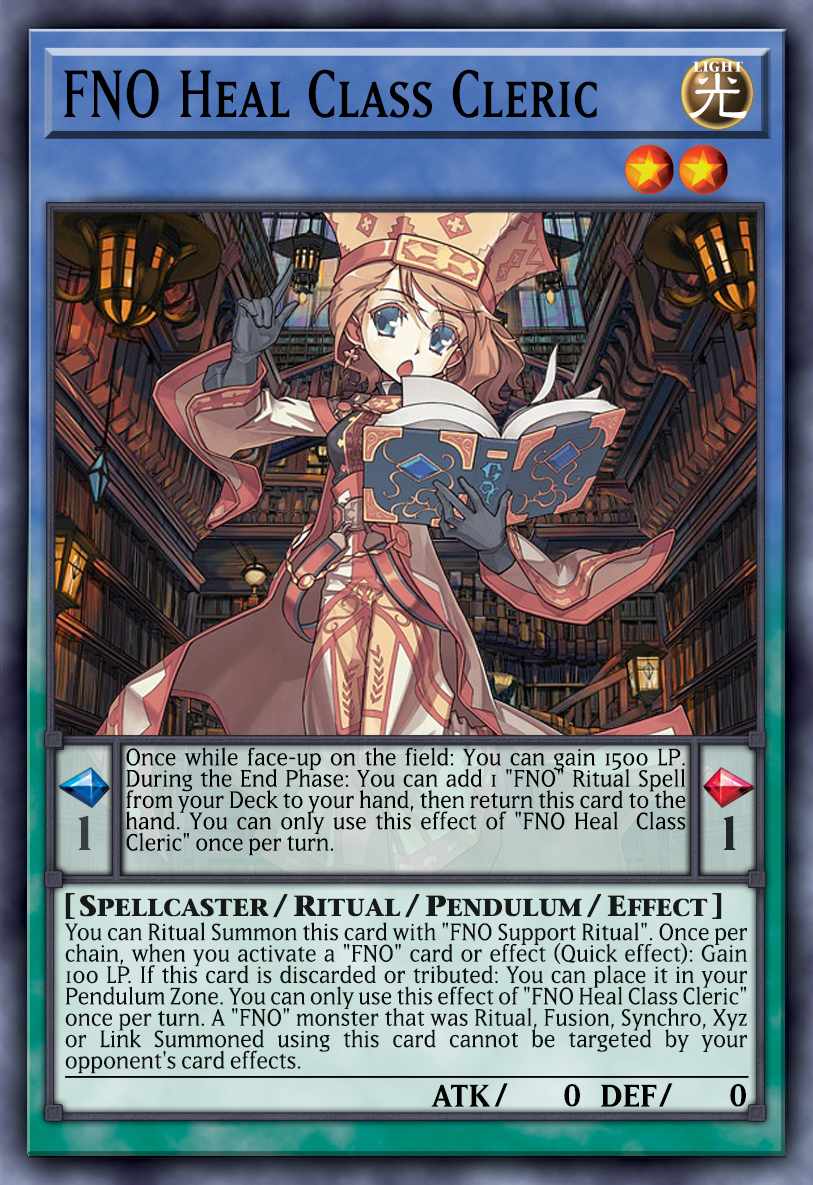 FNO Heal Class Cleric
LIGHT
光
Once while face-up on the field: You can gain 1500 LP.
During the End Phase: You can add 1 "FNO" Ritual Spell
from your Deck to your hand, then return this card to the
hand. You can only use this effect of "FNO Heal Class
Cleric" once per turn.
1
1
[ Spellcaster / Ritual / Pendulum / Effect ]
You can Ritual Summon this card with "FNO Support Ritual". Once per
chain, when you activate a "FNO" card or effect (Quick effect): Gain
100 LP. If this card is discarded or tributed: You can place it in your
Pendulum Zone. You can only use this effect of "FNO Heal Class Cleric"
once per turn. A "FNO" monster that was Ritual, Fusion, Synchro, Xyz
or Link Summoned using this card cannot be targeted by your
opponent's card effects.
ATK/ 0 DEF/ 0